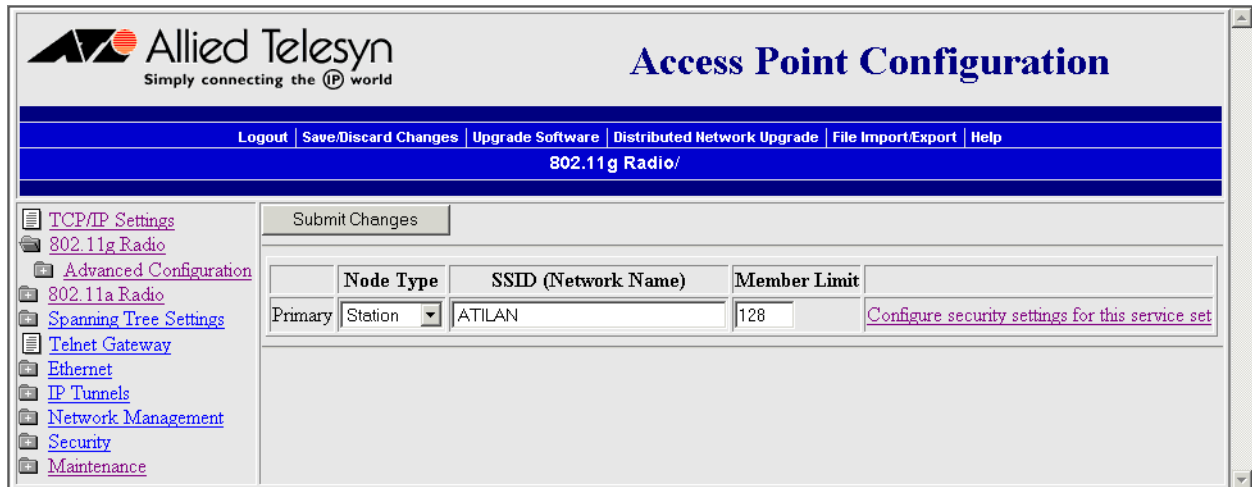 Allied Telesyn
Simply connecting the IP world
Access Point Configuration
Logout | Save/Discard Changes | Upgrade Software | Distributed Network Upgrade | File Import/Export | Help
802.11g Radio/
TCP/IP Settings
802.11g Radio
Advanced Configuration
802.11a Radio
Spanning Tree Settings
Telnet Gateway
Ethernet
IP Tunnels
Network Management
Security
Maintenance
Submit Changes
Node Type SSID (Network Name) Member Limit
Primary Station ATILAN 128 Configure security settings for this service set